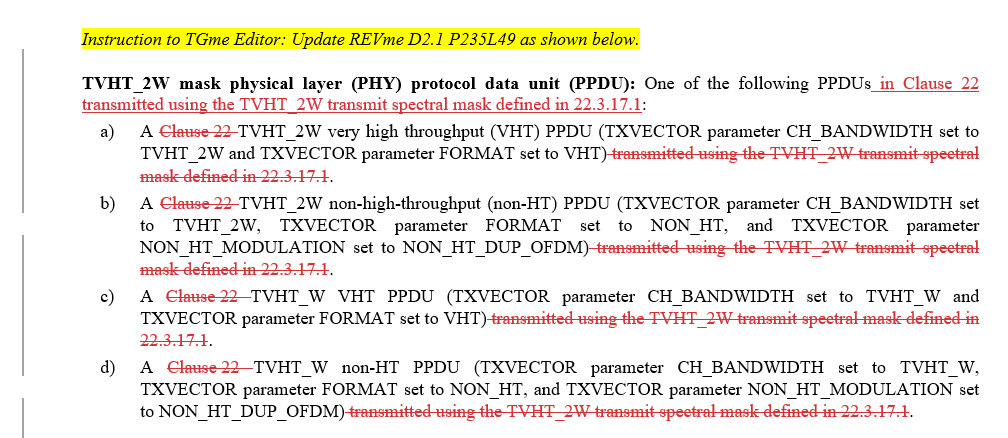 Instruction to TGme Editor: Update REVme D2.1 P235L49 as shown below.
TVHT_2W mask physical layer (PHY) protocol data unit (PPDU): One of the following PPDUs in Clause 22
transmitted using the TVHT_2W transmit spectral mask defined in 22.3.17.1:
a) A Clause 22 TVHT_2W very high throughput (VHT) PPDU (TXVECTOR parameter CH_BANDWIDTH set to
TVHT_2W and TXVECTOR parameter FORMAT set to VHT) transmitted using the TVHT_2W transmit spectral
mask defined in 22.3.17.1.
b) A Clause 22 TVHT_2W non-high-throughput (non-HT) PPDU (TXVECTOR parameter CH_BANDWIDTH set
to TVHT_2W, TXVECTOR parameter FORMAT set to NON_HT, and TXVECTOR parameter
NON_HT_MODULATION set to NON_HT_DUP_OFDM) transmitted using the TVHT_2W transmit spectral
mask defined in 22.3.17.1.
c) A Clause 22 TVHT_W VHT PPDU (TXVECTOR parameter CH_BANDWIDTH set to TVHT_W and
TXVECTOR parameter FORMAT set to VHT) transmitted using the TVHT_2W transmit spectral mask defined in
22.3.17.1.
d) A Clause 22 TVHT_W non-HT PPDU (TXVECTOR parameter CH_BANDWIDTH set to TVHT_W,
TXVECTOR parameter FORMAT set to NON_HT, and TXVECTOR parameter NON_HT_MODULATION set
to NON_HT_DUP_OFDM) transmitted using the TVHT_2W transmit spectral mask defined in 22.3.17.1.